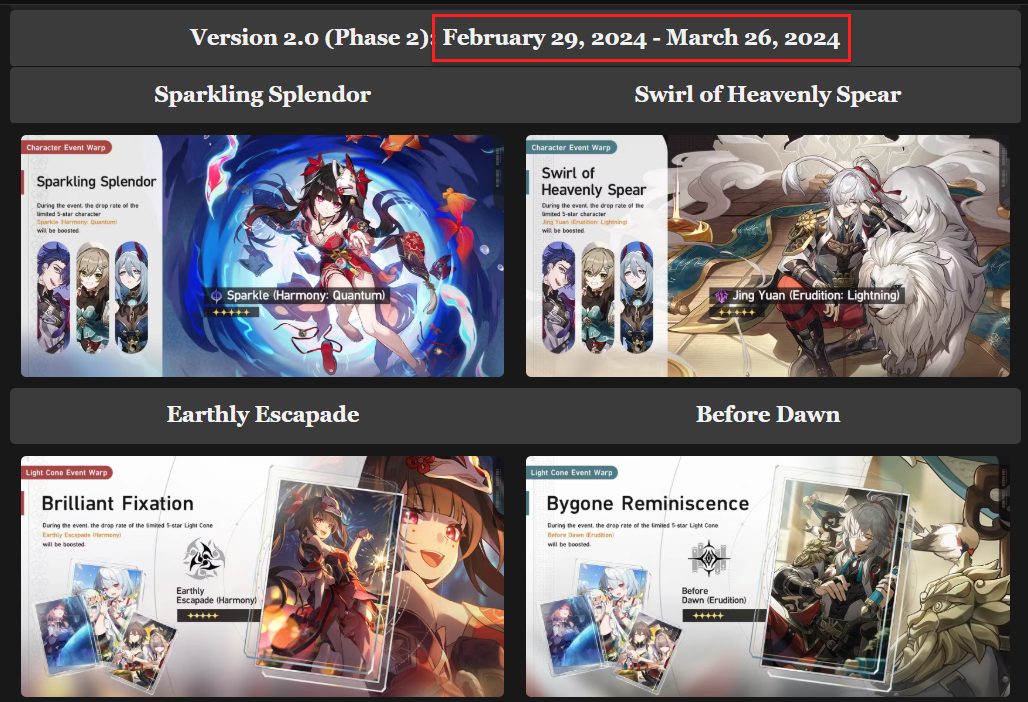 Version 2.0 (Phase 2): February 29, 2024 - March 26, 2024
Sparkling Splendor
Swirl of Heavenly Spear
Character Event Warp
Sparkling Splendor
During the event, the drop rate of the
limited 5-star character
Sparkle (Harmony: Quantum)
will be boosted.
Sparkle (Harmony: Quantum)
Character Event Warp
Swirl of
Heavenly Spear
During the event, the drop rate of the
limited 5-star character
Jing Yuan (Erudition: Lightning)
will be boosted.
Jing Yuan (Erudition: Lightning)
Earthly Escapade
Before Dawn
Light Cone Event Warp
Brilliant Fixation
During the event, the drop rate of the limited 5-star Light Cone
Earthly Escapade (Harmony)
will be boosted.
Earthly
Escapade (Harmony)
Light Cone Event Warp
Bygone Reminiscence
During the event, the drop rate of the limited 5-star Light Cone
Before Dawn (Erudition)
will be boosted.
Before
Dawn (Erudition)